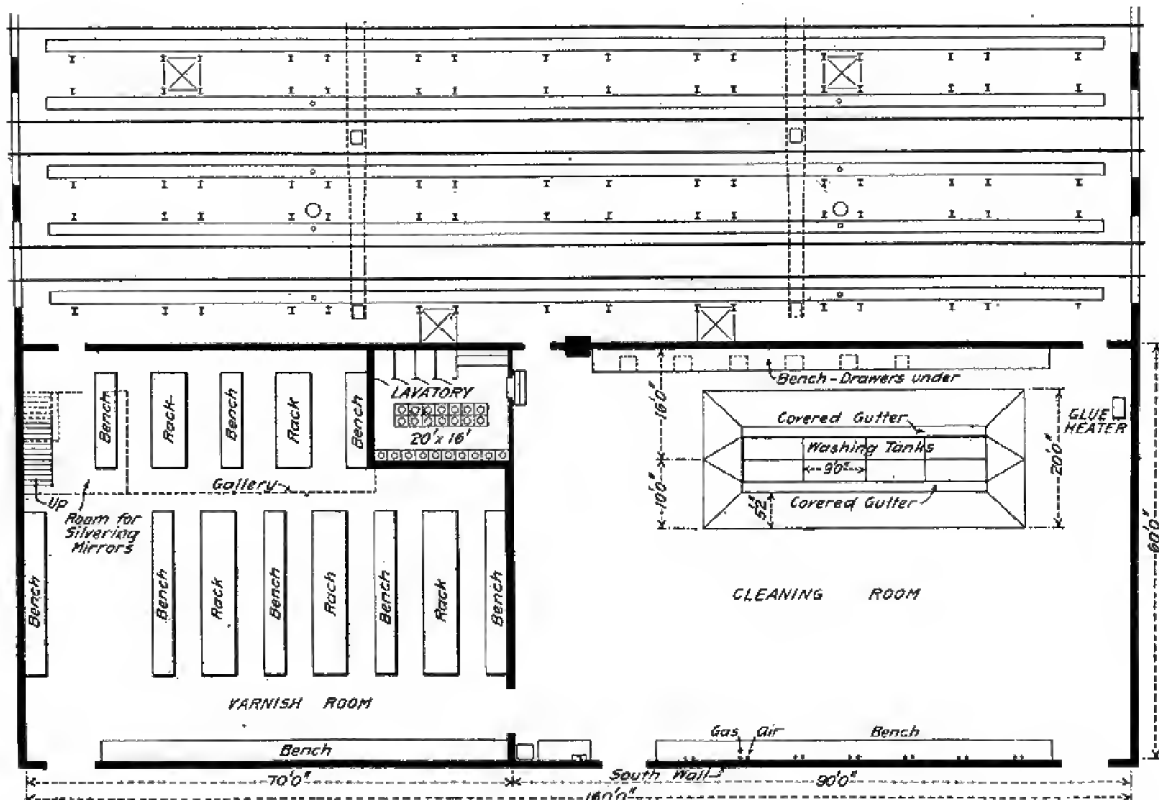 LAVATORY
20' x 16'
Bench
Rack
Bench
Rack
Bench
Gallery
Up
Room for
Silvering
Mirrors
Bench
Bench
Rack
Bench
Rack
Bench
Rack
Bench
VARNISH ROOM
Bench
Bench-Drawers under
Covered Gutter
Washing Tanks
9'0"
Covered Gutter
16'0"
10'0"
20'0"
GLUE
HEATER
60'0"
CLEANING ROOM
Gas Air Bench
South Wall
70'0"
90'0"
160'0"